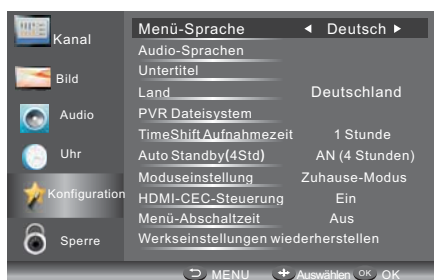 Kanal
Bild
Audio
Uhr
Konfiguration
Sperre
Menü-Sprache ◄ Deutsch ►
Audio-Sprachen
Untertitel
Land Deutschland
PVR Dateisystem
TimeShift Aufnahmezeit 1 Stunde
Auto Standby(4Std) AN (4 Stunden)
Moduseinstellung Zuhause-Modus
HDMI-CEC-Steuerung Ein
Menü-Abschaltzeit Aus
Werkseinstellungen wiederherstellen
MENU Auswählen OK OK